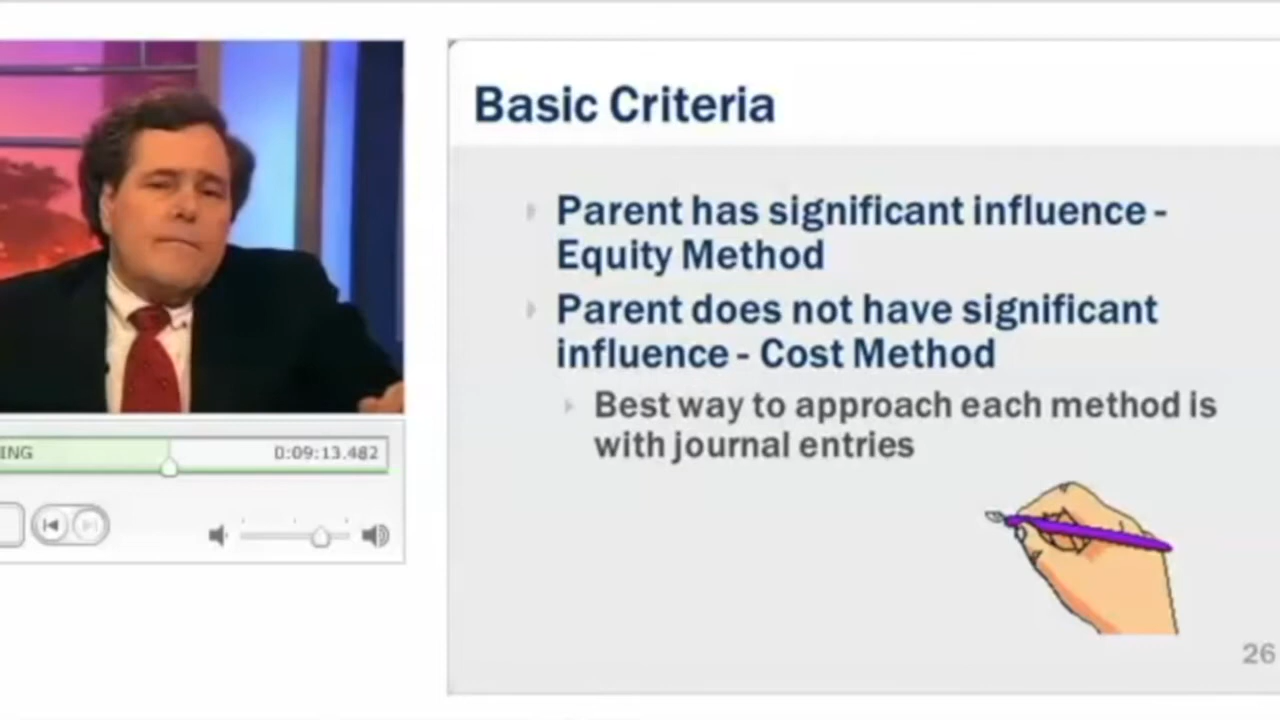 Basic Criteria
Parent has significant influence -
Equity Method
Parent does not have significant
influence - Cost Method
Best way to approach each method is
with journal entries
ING
0:09:13.482
26